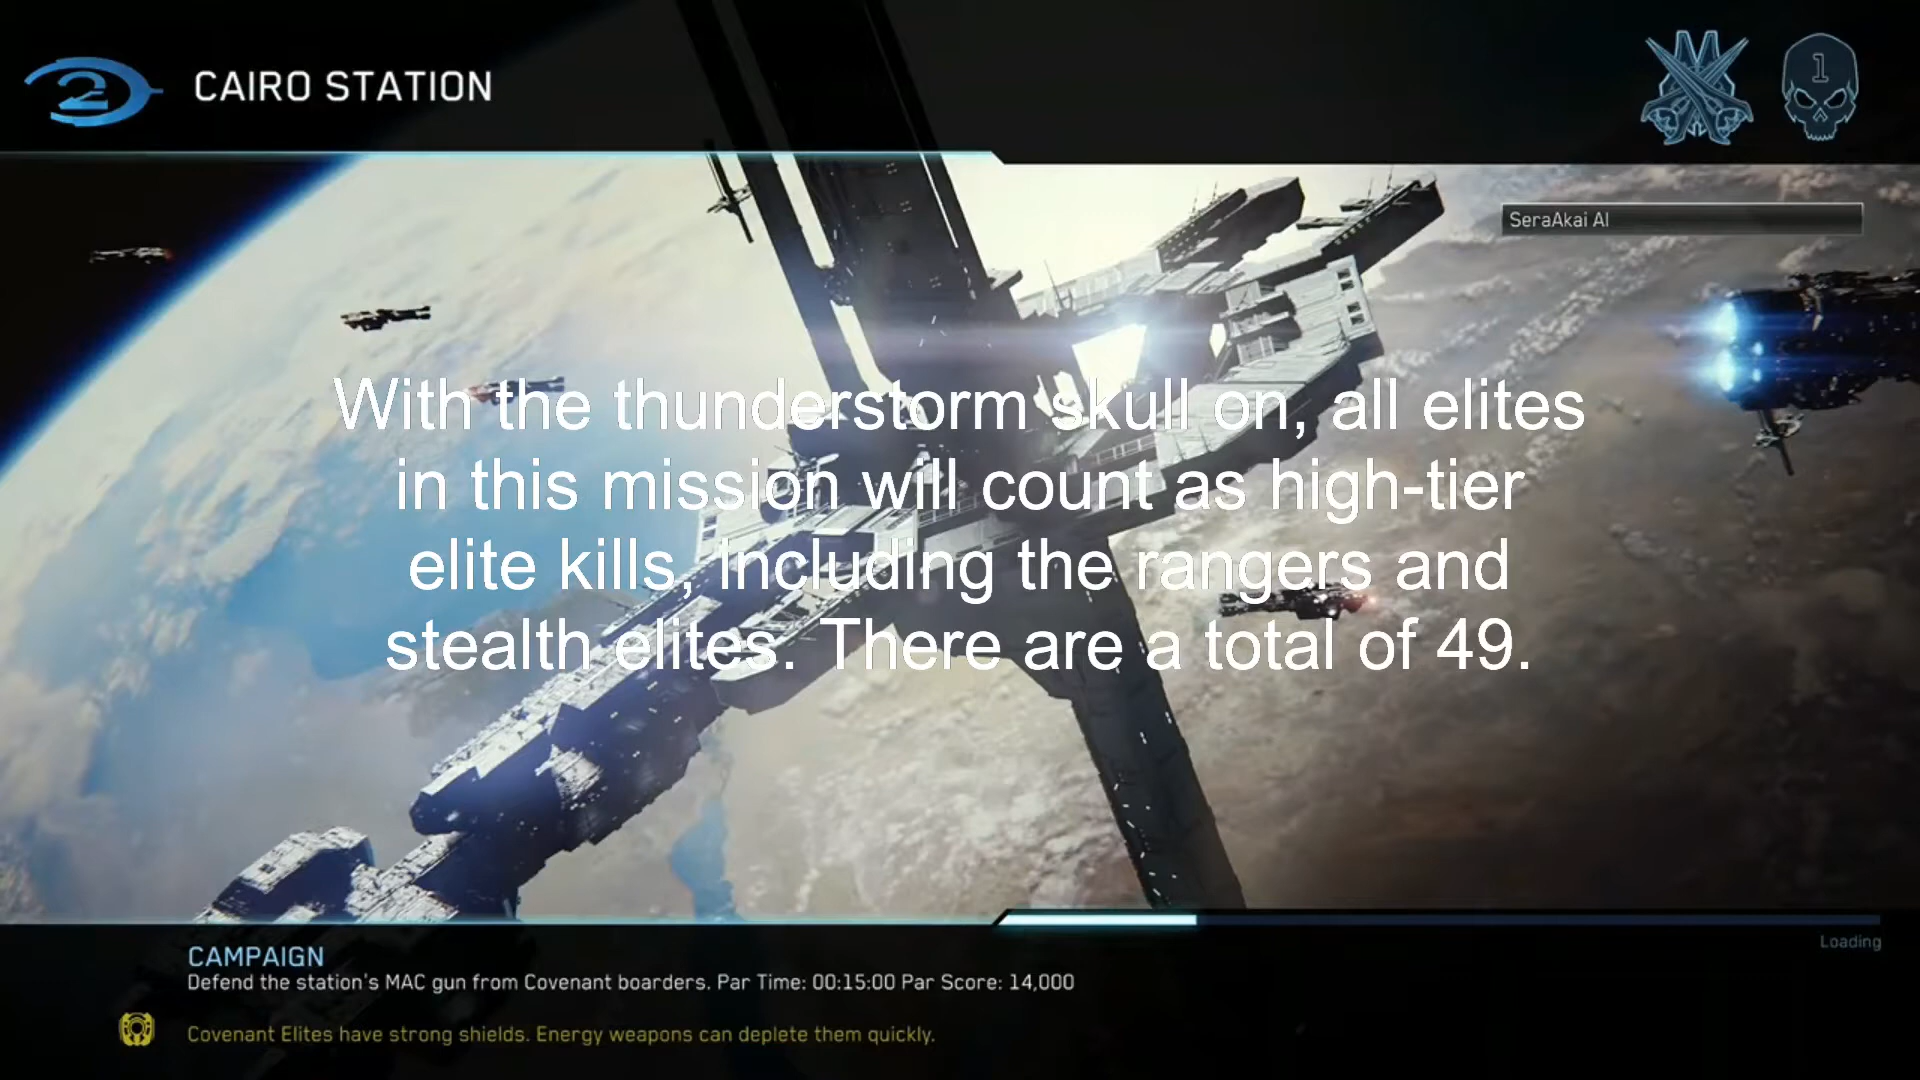 2
CAIRO STATION
1
SeraAkai AI
With the thunderstorm skull on, all elites
in this mission will count as high-tier
elite kills, including the rangers and
stealth elites. There are a total of 49.
Loading
CAMPAIGN
Defend the station's MAC gun from Covenant boarders. Par Time: 00:15:00 Par Score: 14,000
Covenant Elites have strong shields. Energy weapons can deplete them quickly.